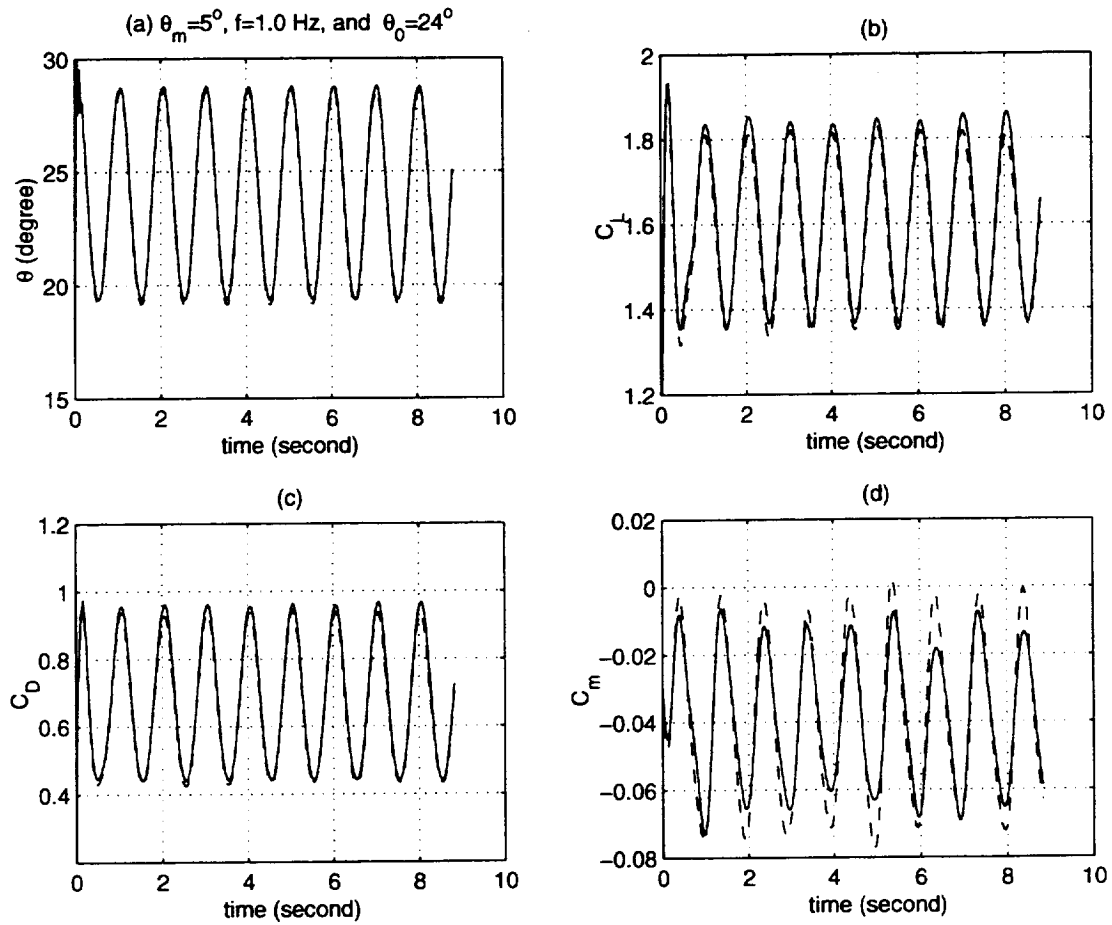 (a) θm=5°, f=1.0 Hz, and θ0=24°
30
25
20
15
θ (degree)
0 2 4 6 8 10
time (second)
(b)
2
1.8
1.6
1.4
1.2
CL
0 2 4 6 8 10
time (second)
(c)
1.2
1
0.8
0.6
0.4
CD
0 2 4 6 8 10
time (second)
(d)
0.02
0
−0.02
−0.04
−0.06
−0.08
Cm
0 2 4 6 8 10
time (second)